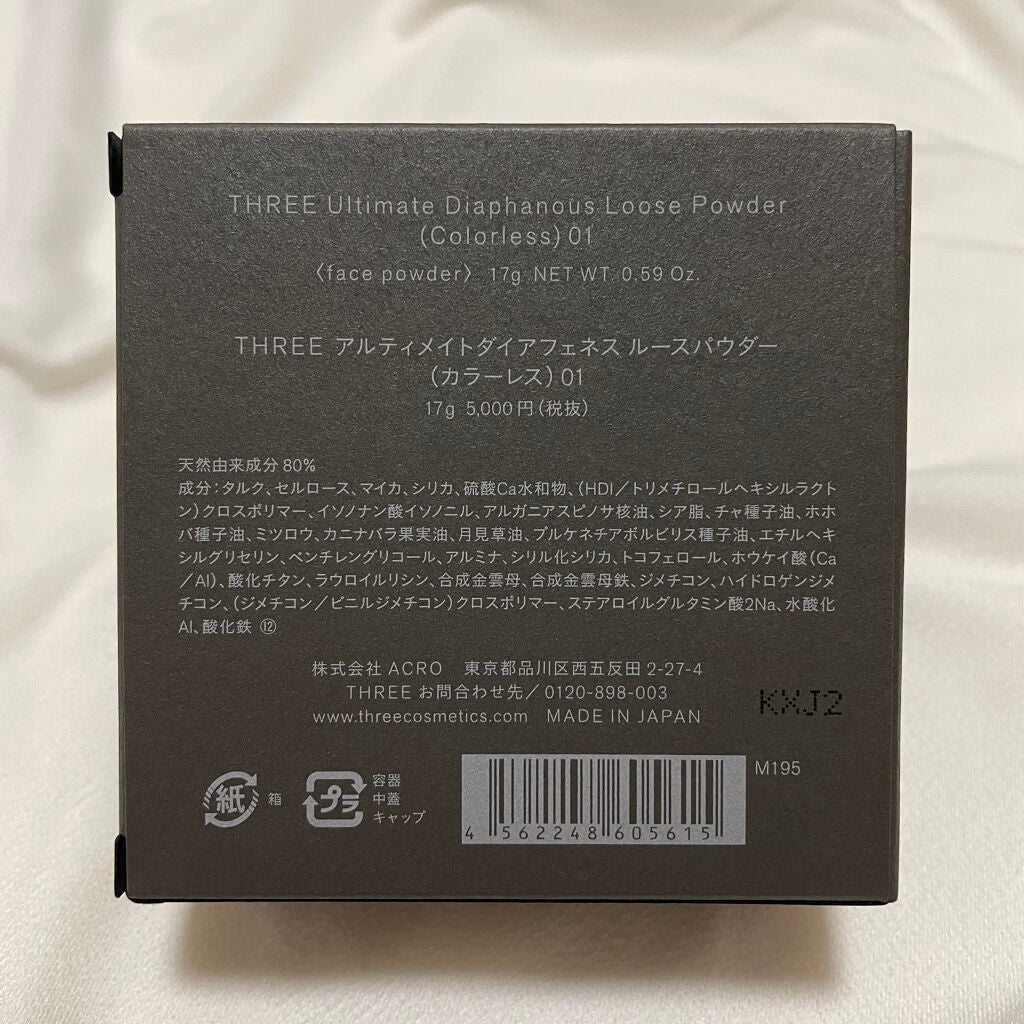 THREE Ultimate Diaphanous Loose Powder
(Colorless) 01
〈face powder〉 17g NET WT. 0.59 Oz.
THREE アルティメイトダイアフェネス ルースパウダー
(カラーレス) 01
17g 5,000円(税抜)
天然由来成分80%
成分:タルク、セルロース、マイカ、シリカ、硫酸Ca水和物、(HDI/トリメチロールヘキシルラクト
ン)クロスポリマー、イソノナン酸イソノニル、アルガニアスピノサ核油、シア脂、チャ種子油、ホホ
バ種子油、ミツロウ、カニナバラ果実油、月見草油、プルケネチアボルビリス種子油、エチルヘキ
シルグリセリン、ペンチレングリコール、アルミナ、シリル化シリカ、トコフェロール、ホウケイ酸(Ca
/Al)、酸化チタン、ラウロイルリシン、合成金雲母、合成金雲母鉄、ジメチコン、ハイドロゲンジメ
チコン、(ジメチコン/ビニルジメチコン)クロスポリマー、ステアロイルグルタミン酸2Na、水酸化
Al、酸化鉄 ⑫
株式会社 ACRO 東京都品川区西五反田 2-27-4
THREE お問合わせ先/0120-898-003
www.threecosmetics.com MADE IN JAPAN
KXJ2
紙 箱
プラ 容器
中蓋
キャップ
M195
4 562248 605615